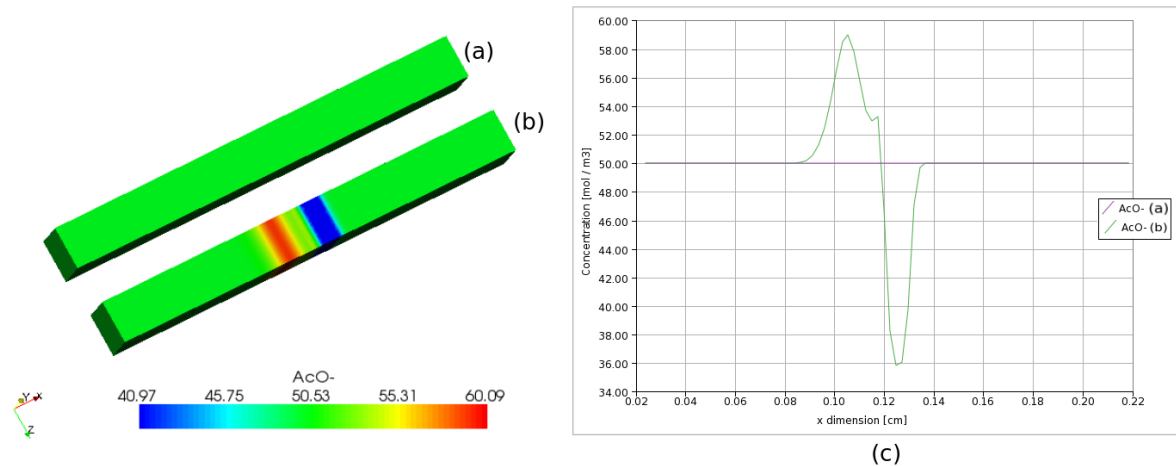 (a)
(b)
AcO-
40.97 45.75 50.53 55.31 60.09
Y X
Z
60.00
58.00
56.00
54.00
52.00
50.00
48.00
46.00
44.00
42.00
40.00
38.00
36.00
34.00
Concentration [mol / m3]
0.02 0.04 0.06 0.08 0.10 0.12 0.14 0.16 0.18 0.20 0.22
x dimension [cm]
AcO- (a)
AcO- (b)
(c)